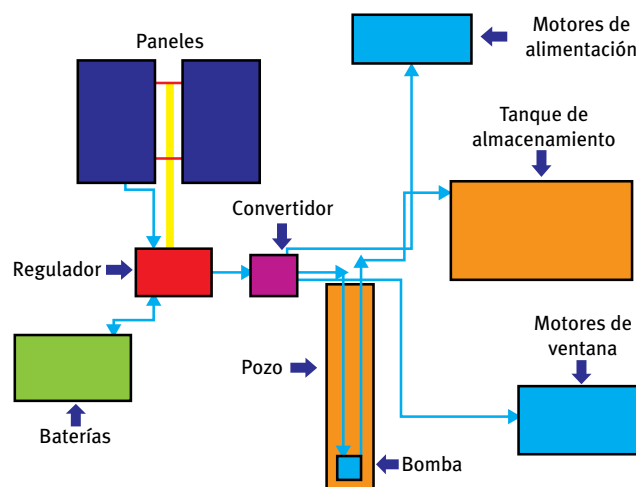 Motores de
alimentación
Paneles
Tanque de
almacenamiento
Convertidor
Regulador
Motores de
ventana
Pozo
Baterías
Bomba